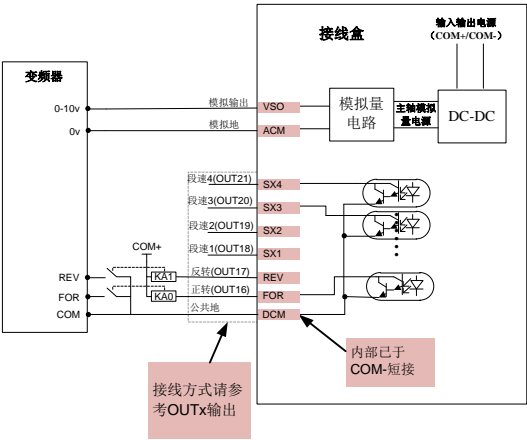 输入输出电源
（COM+/COM-）
接线盒
变频器
0-10v
模拟输出
VSO
模拟量
电路
主轴模拟
量电源
DC-DC
0v
模拟地
ACM
段速4(OUT21)
SX4
段速3(OUT20)
SX3
段速2(OUT19)
SX2
段速1(OUT18)
SX1
COM+
REV
KA1
反转(OUT17)
REV
FOR
KA0
正转(OUT16)
FOR
COM
公共地
DCM
内部已于
COM-短接
接线方式请参
考OUTx输出